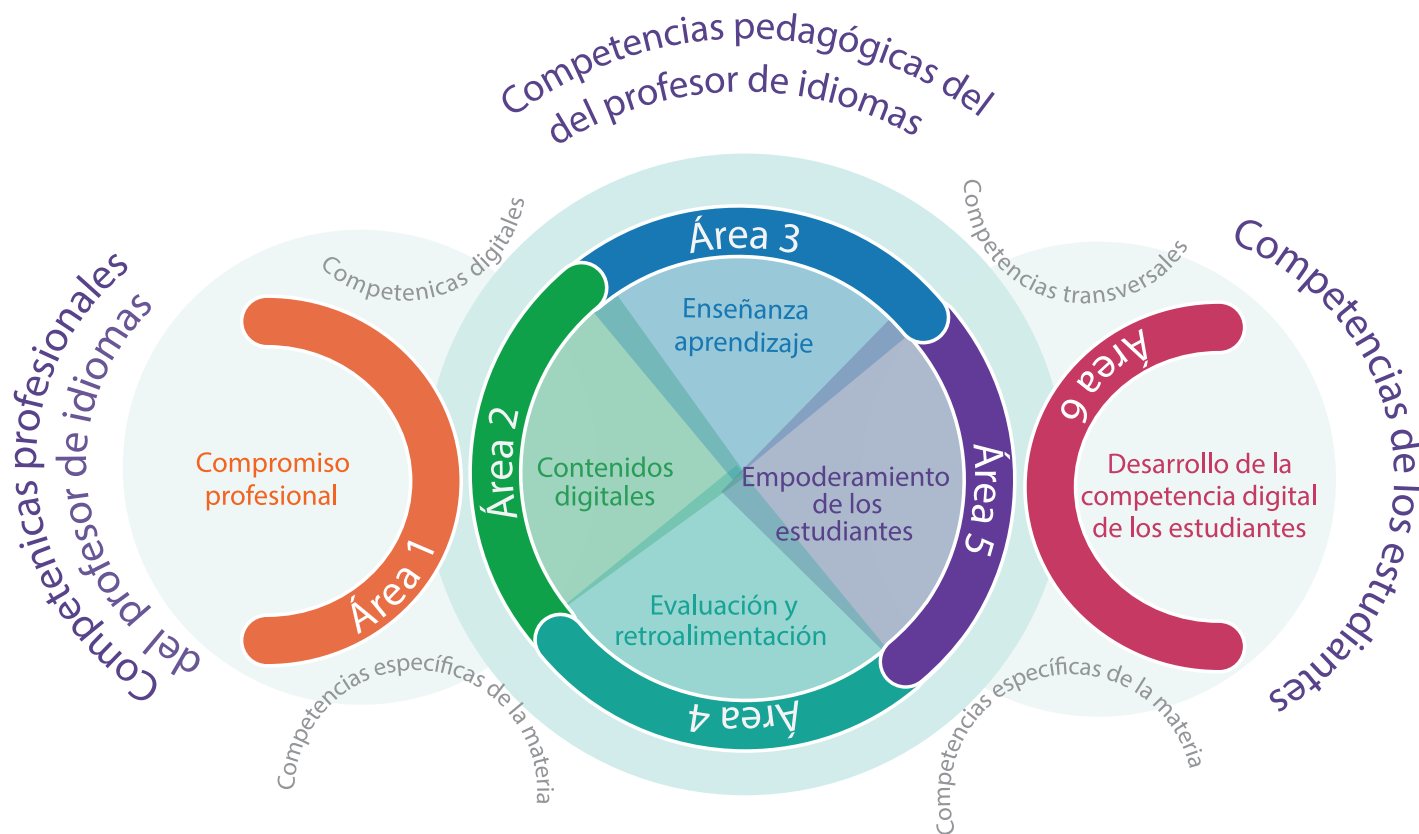 Competencias pedagógicas del
del profesor de idiomas
Competenicas profesionales
del profesor de idiomas
Competencias de los estudiantes
Competenicas digitales
Competencias transversales
Competencias específicas de la materia
Competencias específicas de la materia
Área 1
Compromiso
profesional
Área 2
Contenidos
digitales
Área 3
Enseñanza
aprendizaje
Área 4
Evaluación y
retroalimentación
Área 5
Empoderamiento
de los
estudiantes
Área 6
Desarrollo de la
competencia digital
de los estudiantes